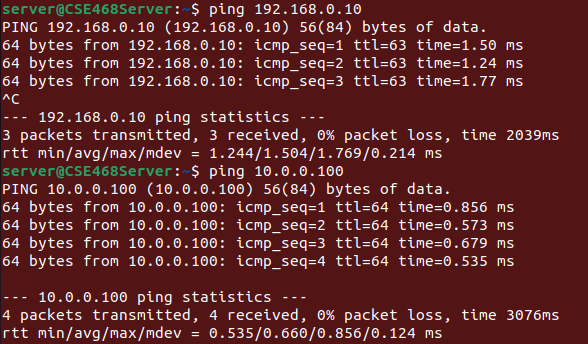 server@CSE468Server:~$ ping 192.168.0.10
PING 192.168.0.10 (192.168.0.10) 56(84) bytes of data.
64 bytes from 192.168.0.10: icmp_seq=1 ttl=63 time=1.50 ms
64 bytes from 192.168.0.10: icmp_seq=2 ttl=63 time=1.24 ms
64 bytes from 192.168.0.10: icmp_seq=3 ttl=63 time=1.77 ms
^C
--- 192.168.0.10 ping statistics ---
3 packets transmitted, 3 received, 0% packet loss, time 2039ms
rtt min/avg/max/mdev = 1.244/1.504/1.769/0.214 ms
server@CSE468Server:~$ ping 10.0.0.100
PING 10.0.0.100 (10.0.0.100) 56(84) bytes of data.
64 bytes from 10.0.0.100: icmp_seq=1 ttl=64 time=0.856 ms
64 bytes from 10.0.0.100: icmp_seq=2 ttl=64 time=0.573 ms
64 bytes from 10.0.0.100: icmp_seq=3 ttl=64 time=0.679 ms
64 bytes from 10.0.0.100: icmp_seq=4 ttl=64 time=0.535 ms
--- 10.0.0.100 ping statistics ---
4 packets transmitted, 4 received, 0% packet loss, time 3076ms
rtt min/avg/max/mdev = 0.535/0.660/0.856/0.124 ms